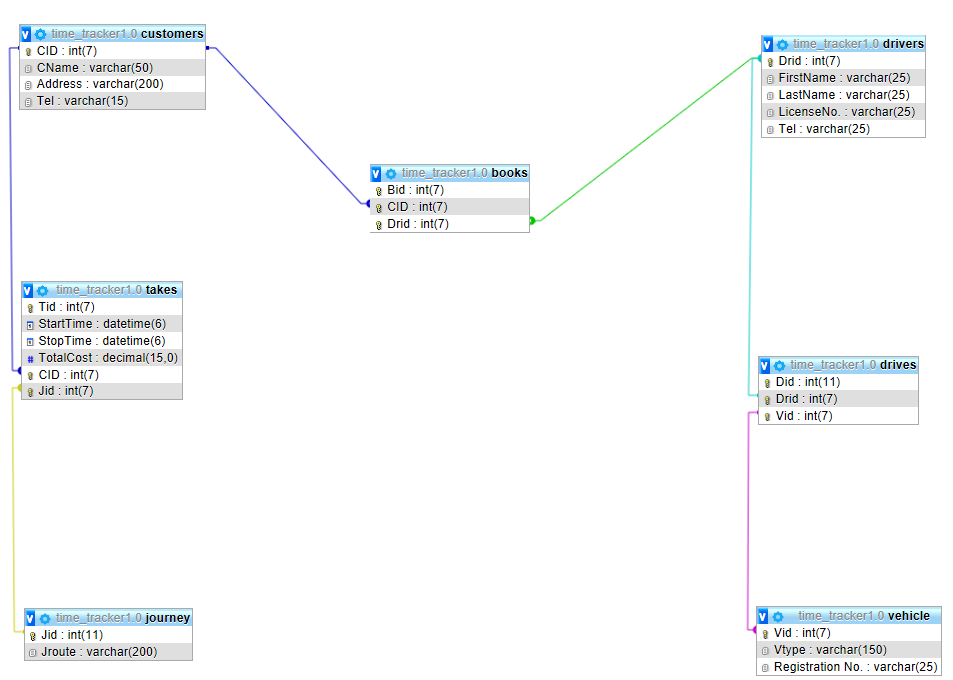 time_tracker1.0 customers
CID : int(7)
CName : varchar(50)
Address : varchar(200)
Tel : varchar(15)
time_tracker1.0 drivers
Drid : int(7)
FirstName : varchar(25)
LastName : varchar(25)
LicenseNo. : varchar(25)
Tel : varchar(25)
time_tracker1.0 books
Bid : int(7)
CID : int(7)
Drid : int(7)
time_tracker1.0 takes
Tid : int(7)
StartTime : datetime(6)
StopTime : datetime(6)
# TotalCost : decimal(15,0)
CID : int(7)
Jid : int(7)
time_tracker1.0 drives
Did : int(11)
Drid : int(7)
Vid : int(7)
time_tracker1.0 journey
Jid : int(11)
Jroute : varchar(200)
time_tracker1.0 vehicle
Vid : int(7)
Vtype : varchar(150)
Registration No. : varchar(25)